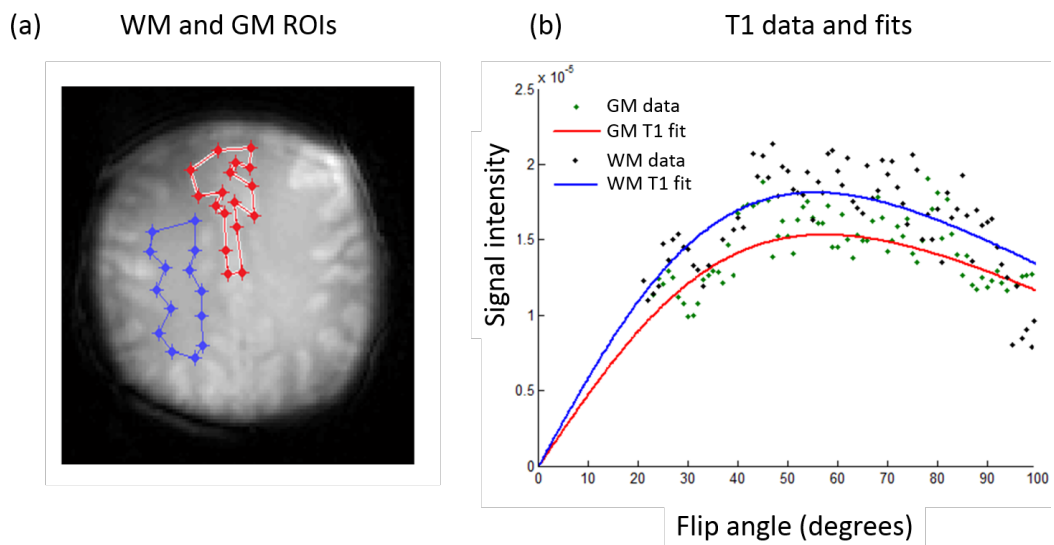 (a) WM and GM ROIs
(b) T1 data and fits
x 10⁻⁵
2.5
2
1.5
1
0.5
0
GM data
GM T1 fit
WM data
WM T1 fit
Signal intensity
0 10 20 30 40 50 60 70 80 90 100
Flip angle (degrees)